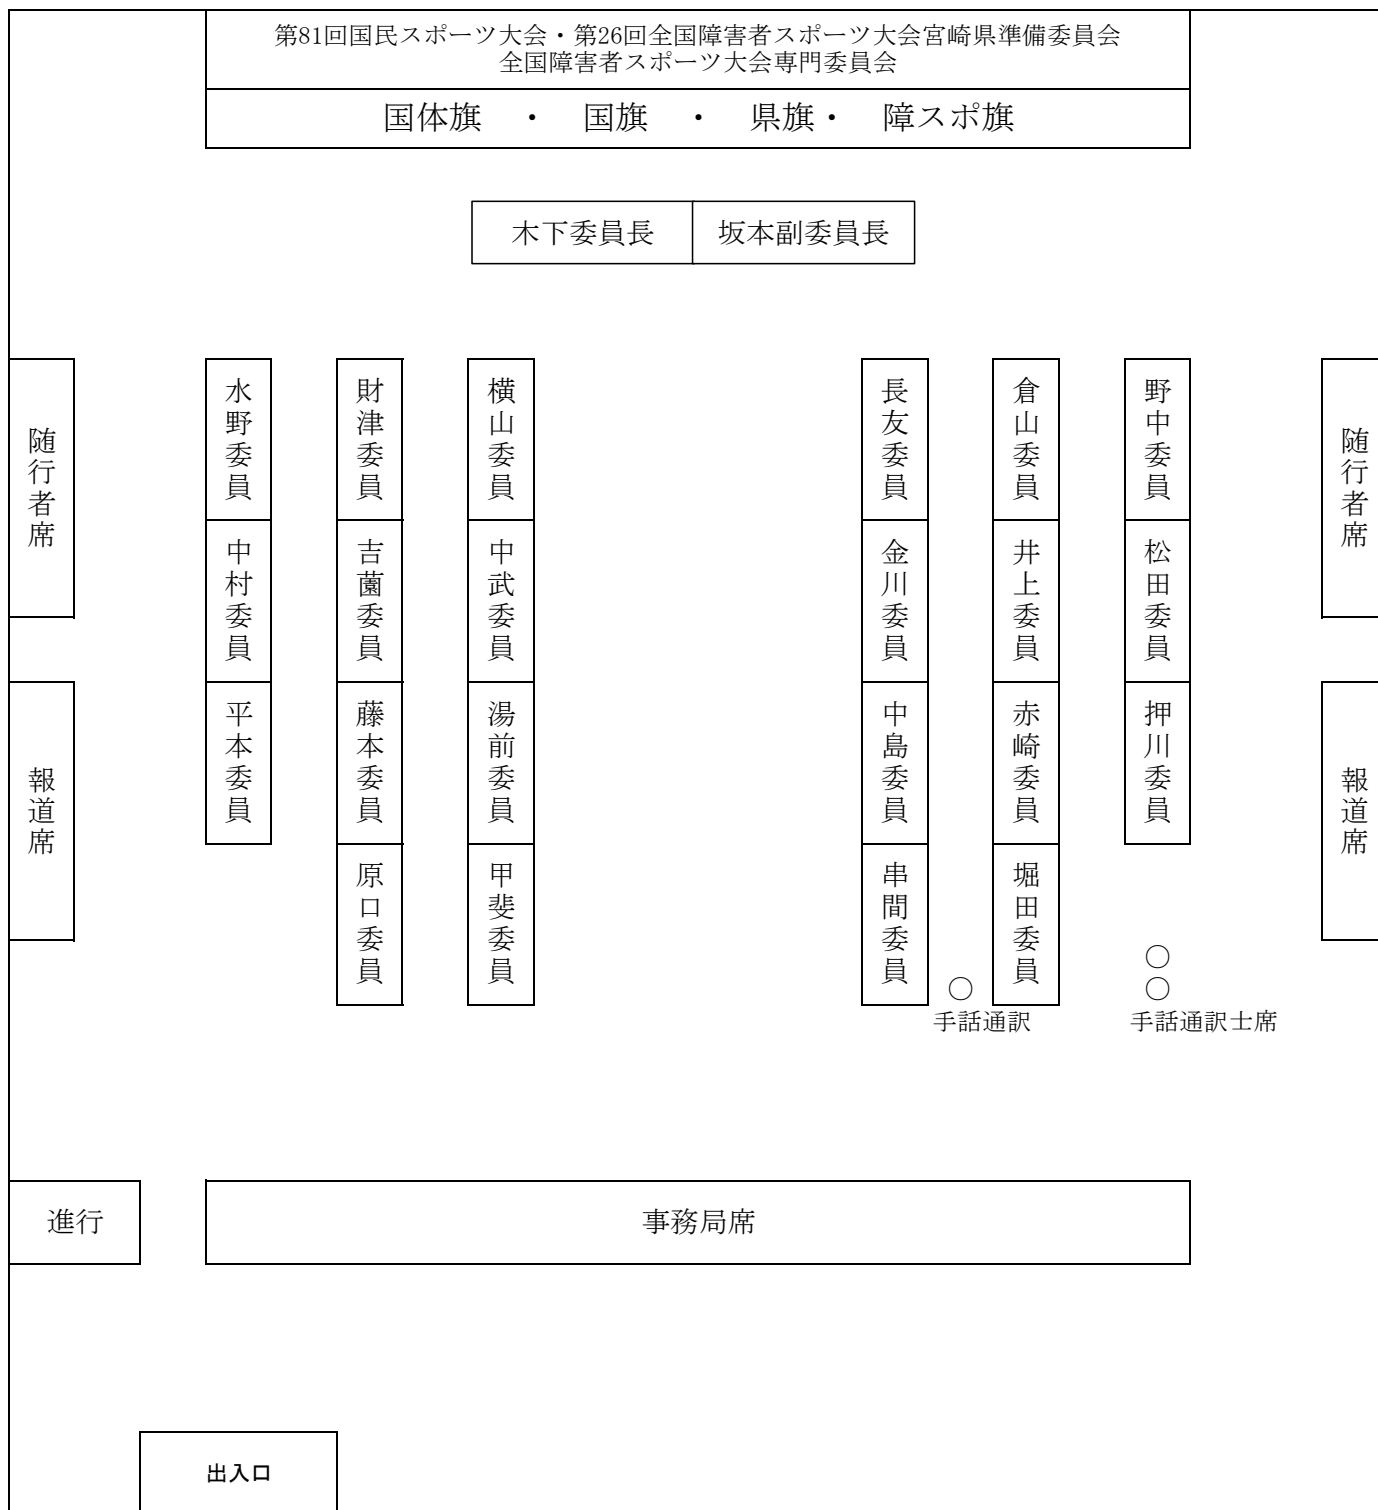 第81回国民スポーツ大会・第26回全国障害者スポーツ大会宮崎県準備委員会
全国障害者スポーツ大会専門委員会
国体旗　・　国旗　・　県旗・　障スポ旗
木下委員長
坂本副委員長
随行者席
報道席
水野委員
中村委員
平本委員
財津委員
吉薗委員
藤本委員
原口委員
横山委員
中武委員
湯前委員
甲斐委員
長友委員
金川委員
中島委員
串間委員
倉山委員
井上委員
赤崎委員
堀田委員
野中委員
松田委員
押川委員
随行者席
報道席
〇
手話通訳
〇
〇
手話通訳士席
進行
事務局席
出入口